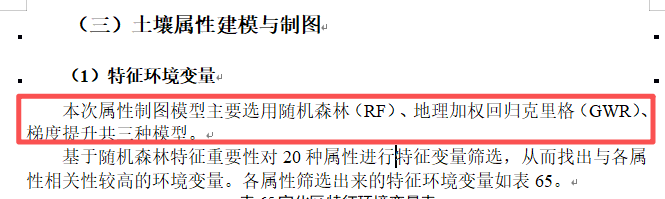 （三）土壤属性建模与制图
（1）特征环境变量
本次属性制图模型主要选用随机森林（RF）、地理加权回归克里格（GWR）、
梯度提升共三种模型。
基于随机森林特征重要性对 20 种属性进行特征变量筛选，从而找出与各属
性相关性较高的环境变量。各属性筛选出来的特征环境变量如表 65。